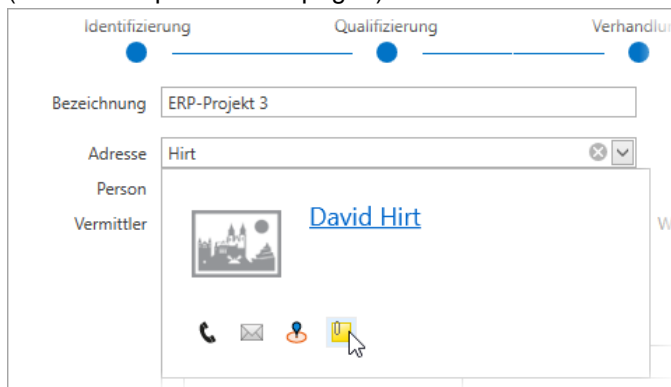 Identifizierung Qualifizierung
Bezeichnung ERP-Projekt 3
Adresse Hirt
Person
Vermittler
David Hirt